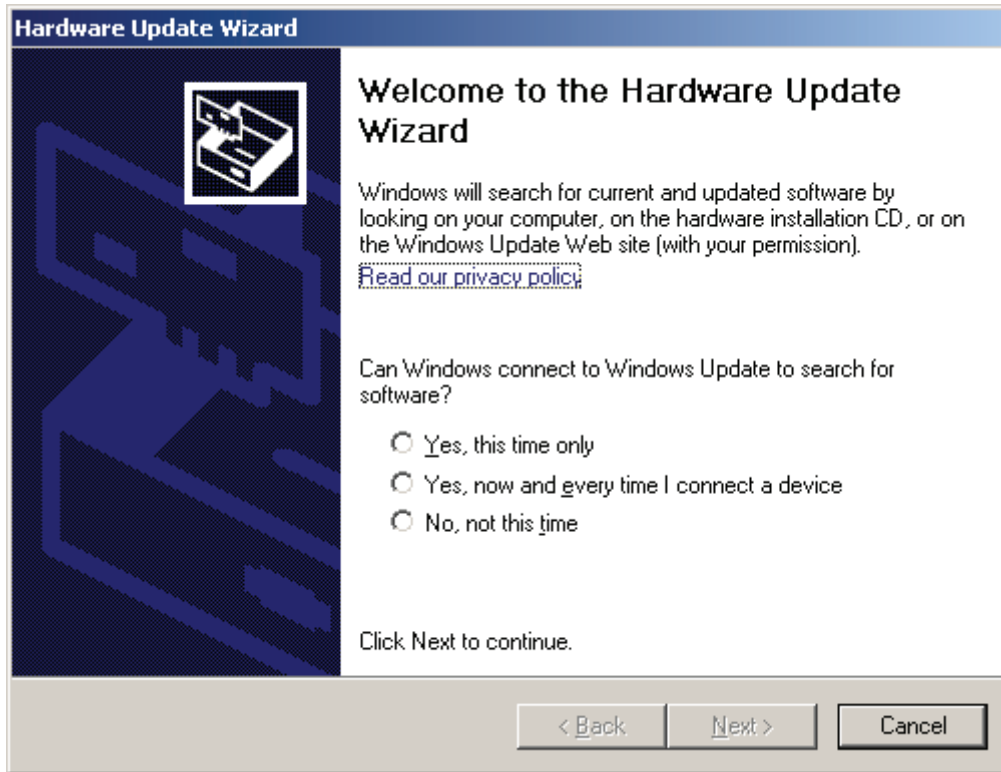 Hardware Update Wizard
Welcome to the Hardware Update
Wizard
Windows will search for current and updated software by
looking on your computer, on the hardware installation CD, or on
the Windows Update Web site (with your permission).
Read our privacy policy
Can Windows connect to Windows Update to search for
software?
Yes, this time only
Yes, now and every time I connect a device
No, not this time
Click Next to continue.
< Back
Next >
Cancel